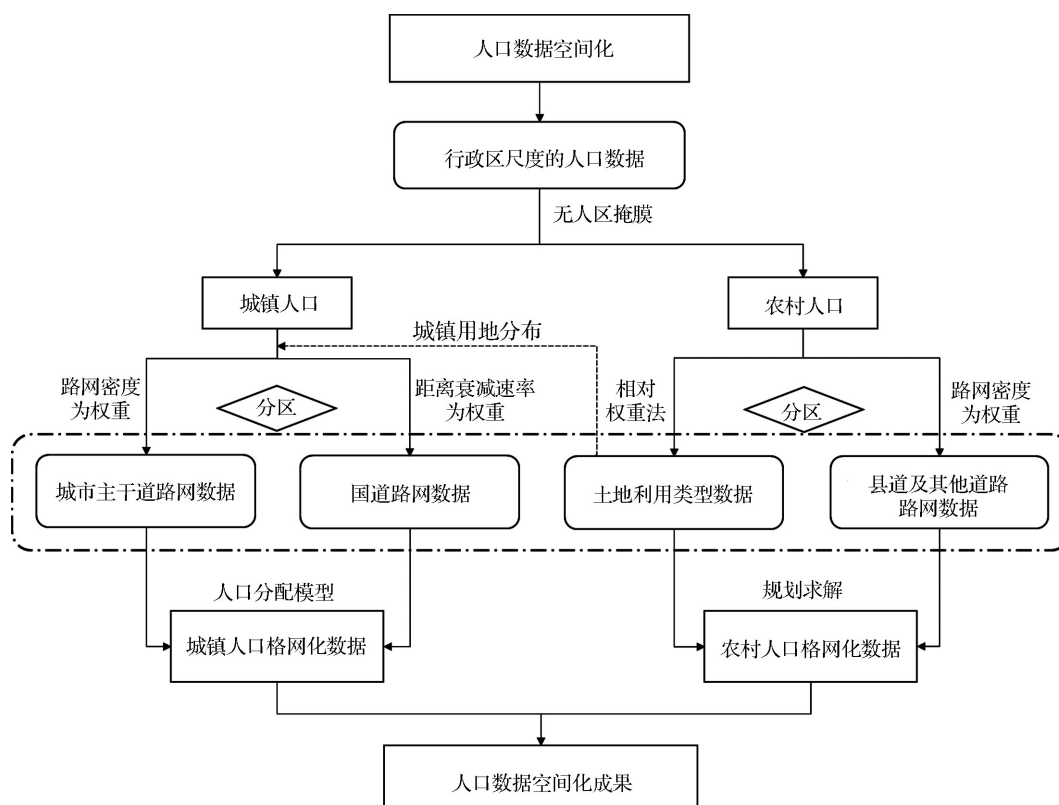 人口数据空间化
行政区尺度的人口数据
无人区掩膜
城镇人口
农村人口
城镇用地分布
路网密度
为权重
分区
距离衰减速率
为权重
相对
权重法
分区
路网密度
为权重
城市主干道路网数据
国道路网数据
土地利用类型数据
县道及其他道路
路网数据
人口分配模型
规划求解
城镇人口格网化数据
农村人口格网化数据
人口数据空间化成果